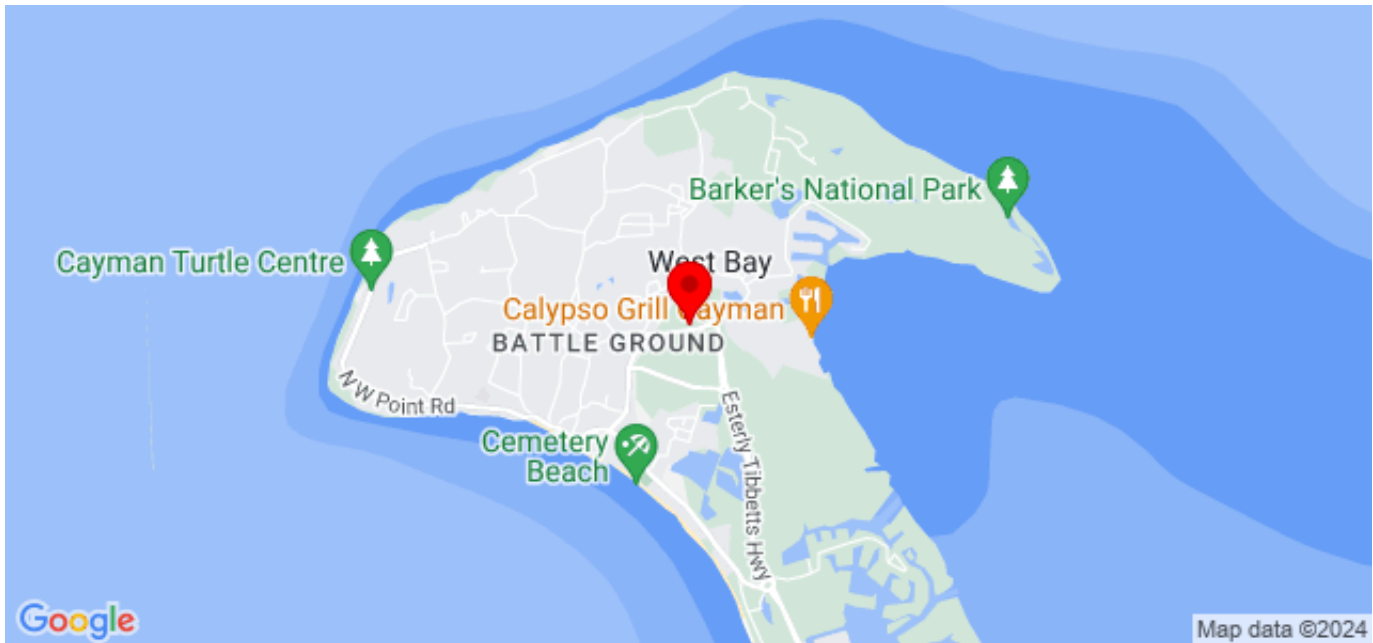 Barker's National Park
Cayman Turtle Centre
West Bay
Calypso Grill Cayman
BATTLE GROUND
N W Point Rd
Esterly Tibbetts Hwy
Cemetery
Beach
Google
Map data ©2024